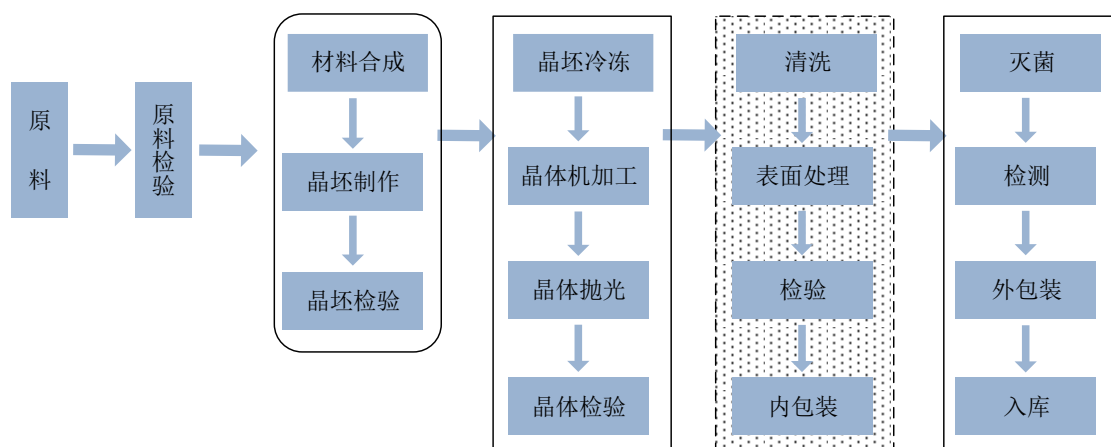 原料
原料检验
材料合成
晶坯制作
晶坯检验
晶坯冷冻
晶体机加工
晶体抛光
晶体检验
清洗
表面处理
检验
内包装
灭菌
检测
外包装
入库